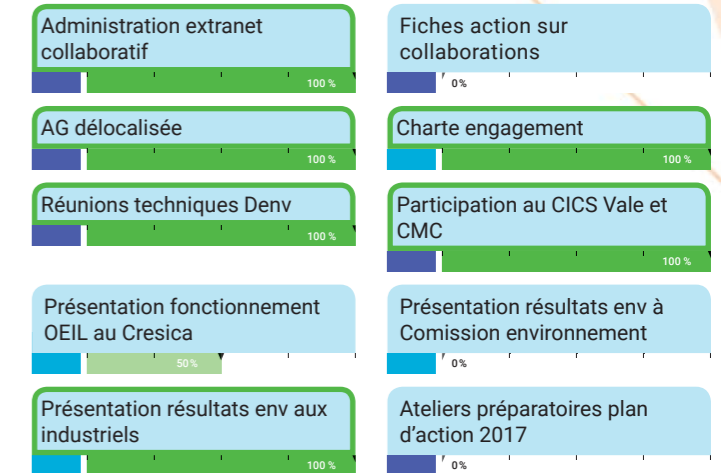 Administration extranet
collaboratif
100 %
Fiches action sur
collaborations
0%
AG délocalisée
100 %
Charte engagement
100 %
Réunions techniques Denv
100 %
Participation au CICS Vale et
CMC
100 %
Présentation fonctionnement
OEIL au Cresica
50%
Présentation résultats env à
Comission environnement
0%
Présentation résultats env aux
industriels
100 %
Ateliers préparatoires plan
d’action 2017
0%